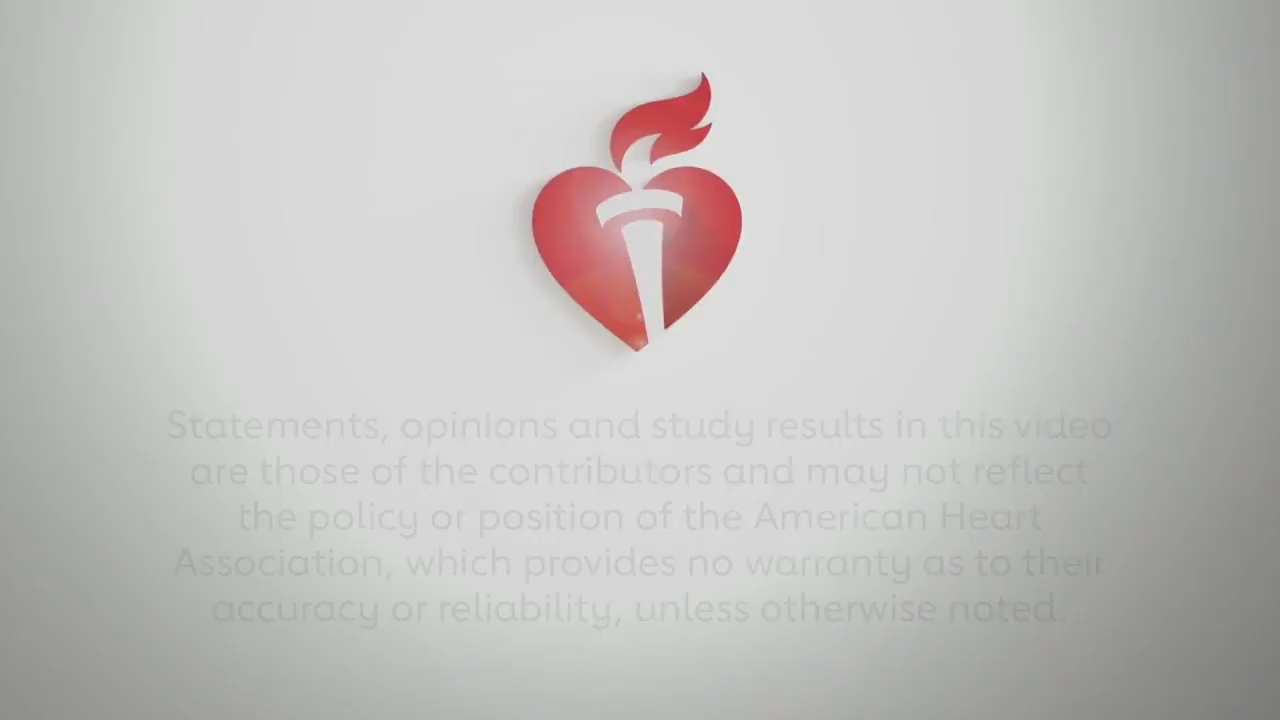 Statements, opinions and study results in this video
are those of the contributors and may not reflect
the policy or position of the American Heart
Association, which provides no warranty as to their
accuracy or reliability, unless otherwise noted.